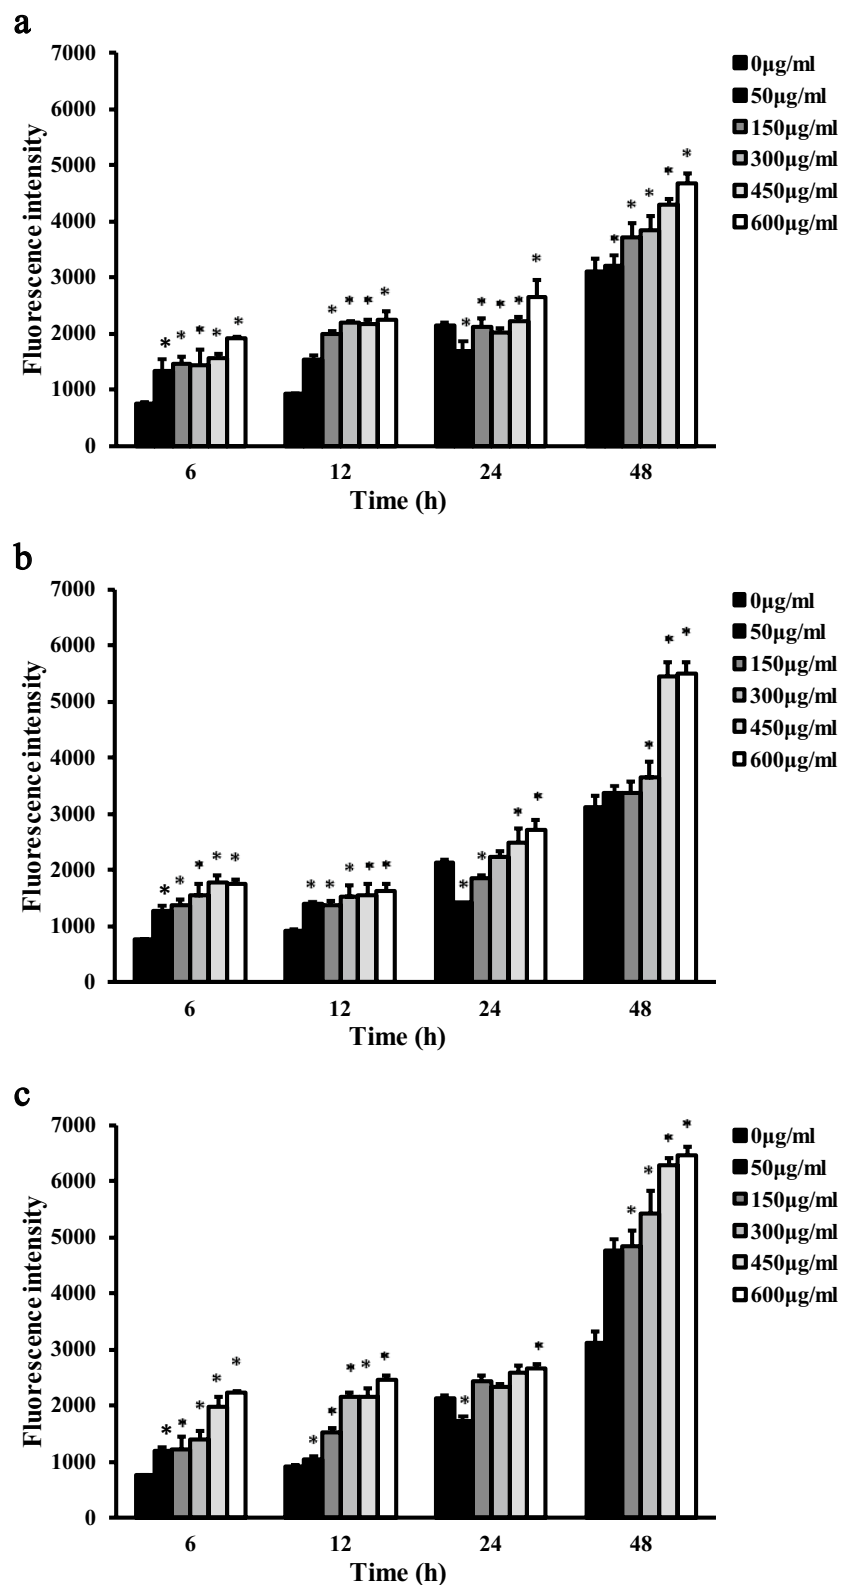 a
7000
6000
5000
4000
3000
2000
1000
0
Fluorescence intensity
* * * * *
* * * *
* * * * *
* * * * *
6 12 24 48
Time (h)
0μg/ml
50μg/ml
150μg/ml
300μg/ml
450μg/ml
600μg/ml
b
7000
6000
5000
4000
3000
2000
1000
0
Fluorescence intensity
* * * * *
* * * * *
* * * *
* * *
6 12 24 48
Time (h)
0μg/ml
50μg/ml
150μg/ml
300μg/ml
450μg/ml
600μg/ml
c
7000
6000
5000
4000
3000
2000
1000
0
Fluorescence intensity
* * * * *
* * * * *
* *
* * * *
6 12 24 48
Time (h)
0μg/ml
50μg/ml
150μg/ml
300μg/ml
450μg/ml
600μg/ml